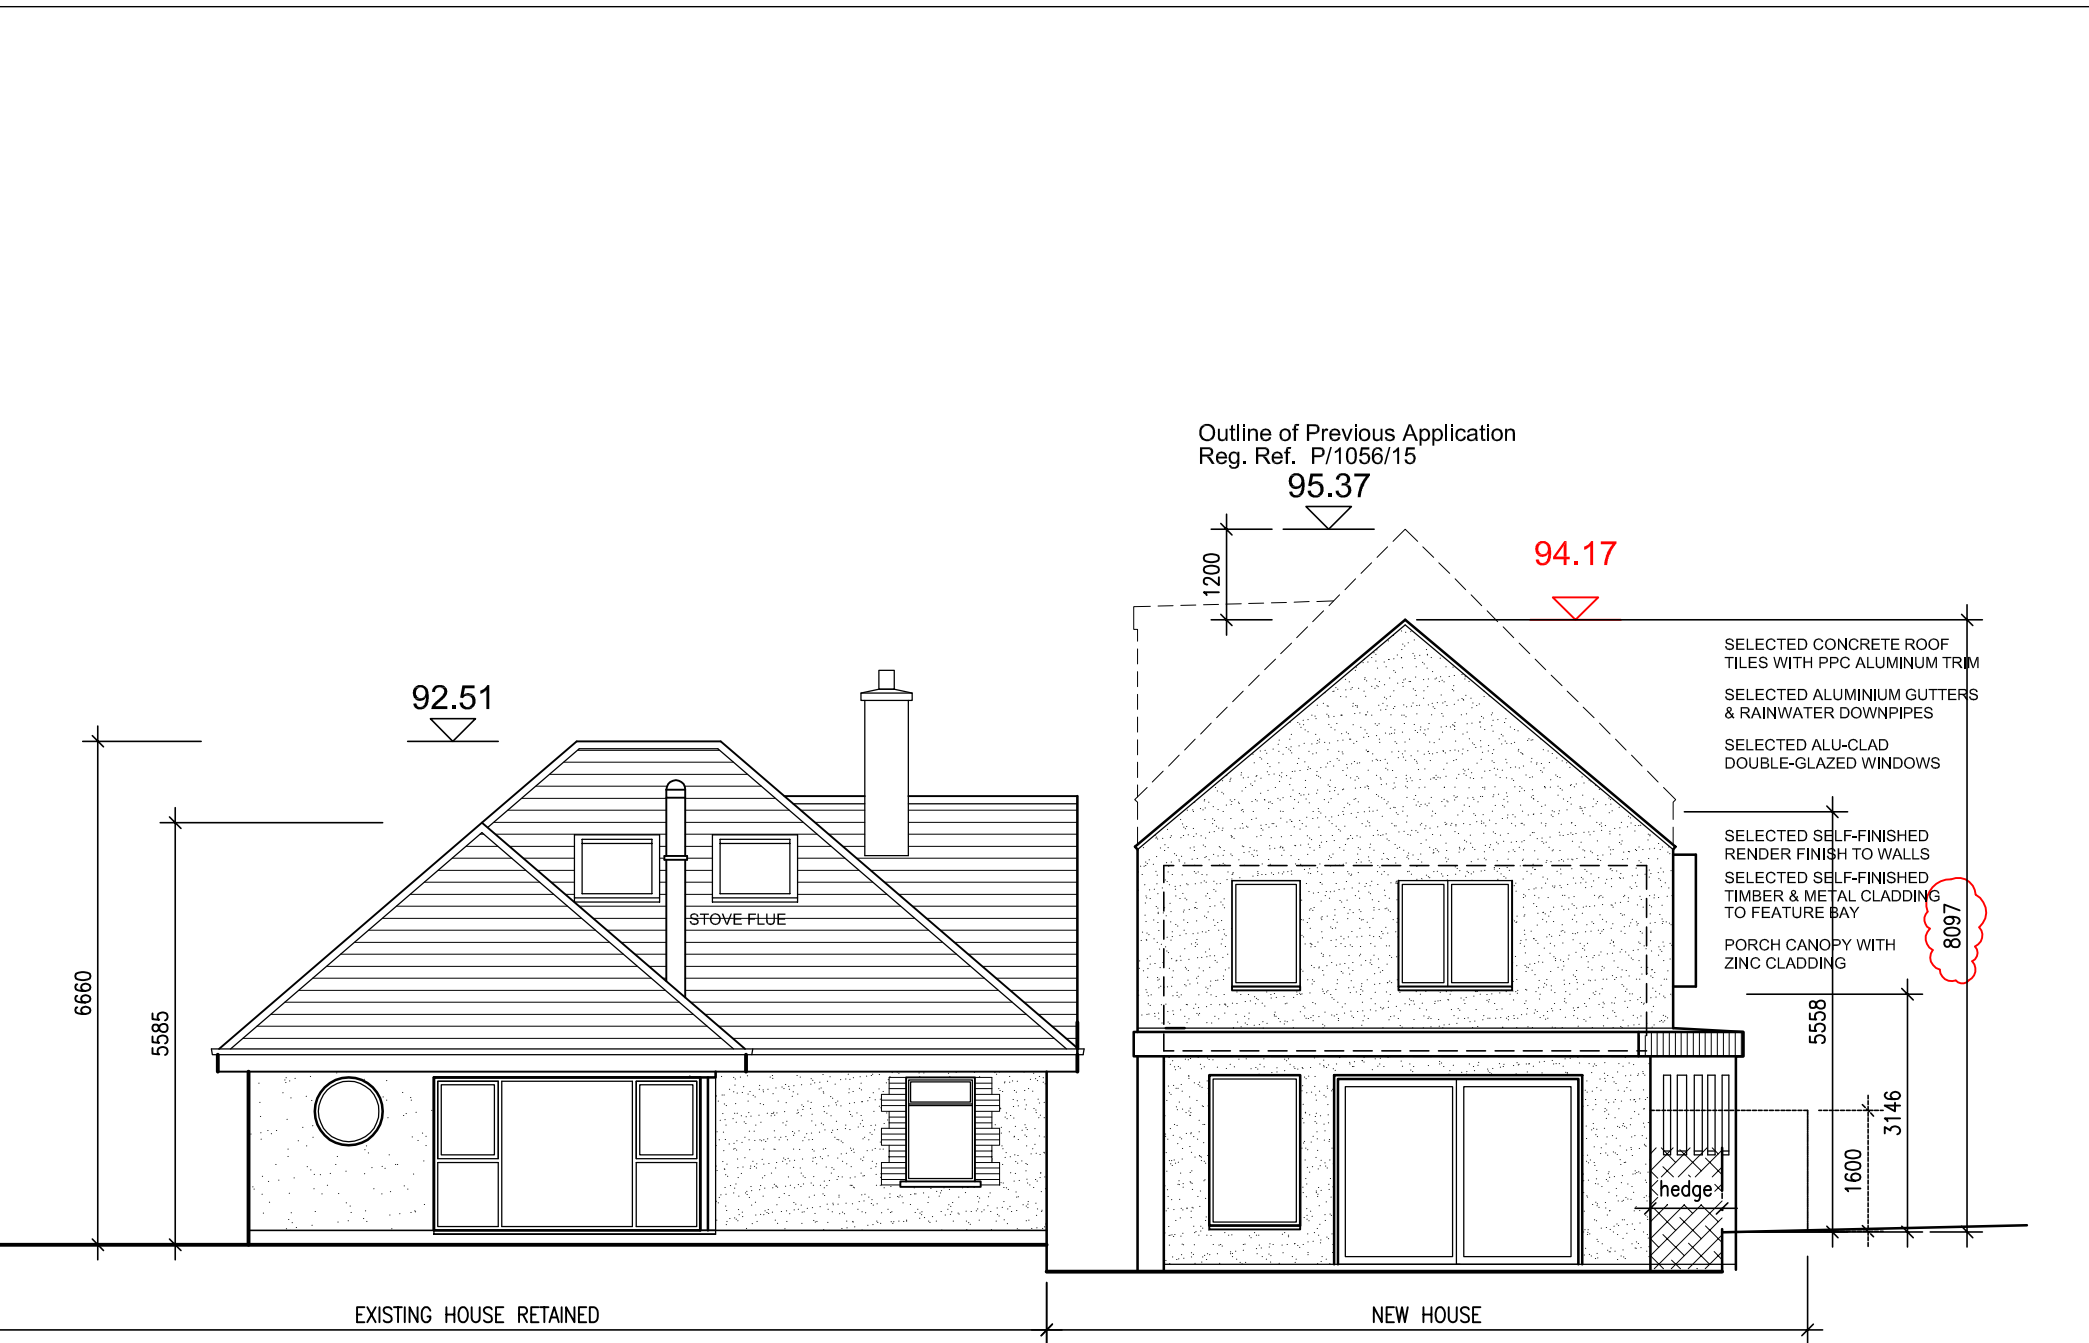 Outline of Previous Application
Reg. Ref. P/1056/15
95.37
1200
94.17
92.51
SELECTED CONCRETE ROOF
TILES WITH PPC ALUMINUM TRIM
SELECTED ALUMINIUM GUTTERS
& RAINWATER DOWNPIPES
SELECTED ALU-CLAD
DOUBLE-GLAZED WINDOWS
SELECTED SELF-FINISHED
RENDER FINISH TO WALLS
SELECTED SELF-FINISHED
TIMBER & METAL CLADDING
TO FEATURE BAY
PORCH CANOPY WITH
ZINC CLADDING
8097
STOVE FLUE
6660
5585
5558
3146
1600
hedge
EXISTING HOUSE RETAINED
NEW HOUSE